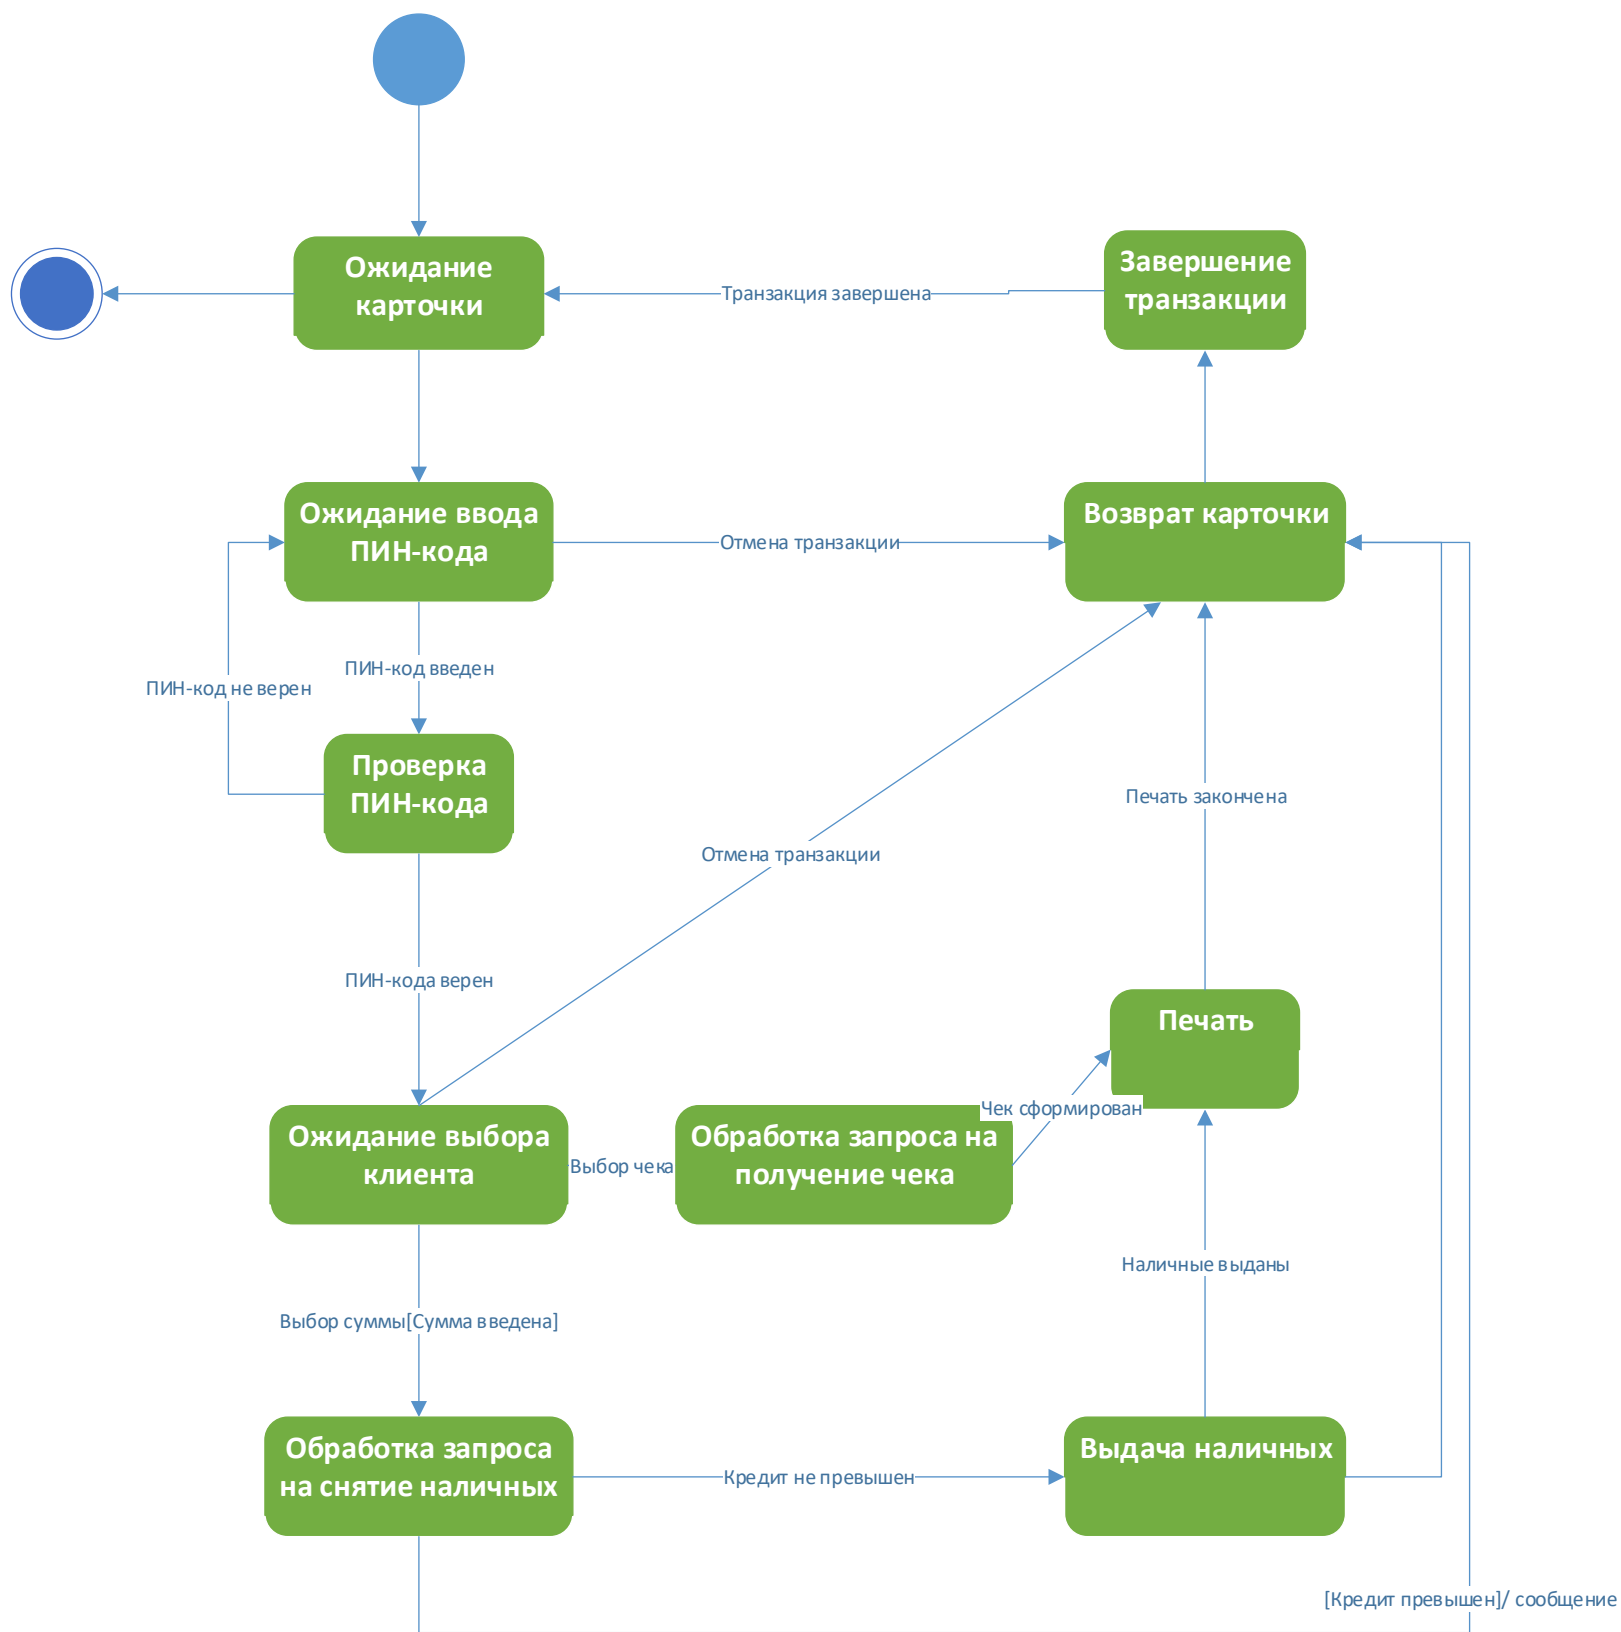 Ожидание
карточки
Транзакция завершена
Завершение
транзакции
Ожидание ввода
ПИН-кода
Отмена транзакции
Возврат карточки
ПИН-код не верен
ПИН-код введен
Проверка
ПИН-кода
Отмена транзакции
Печать закончена
ПИН-кода верен
Печать
Чек сформирован
Ожидание выбора
клиента
Выбор чека
Обработка запроса на
получение чека
Наличные выданы
Выбор суммы[Сумма введена]
Обработка запроса
на снятие наличных
Кредит не превышен
Выдача наличных
[Кредит превышен]/ сообщение